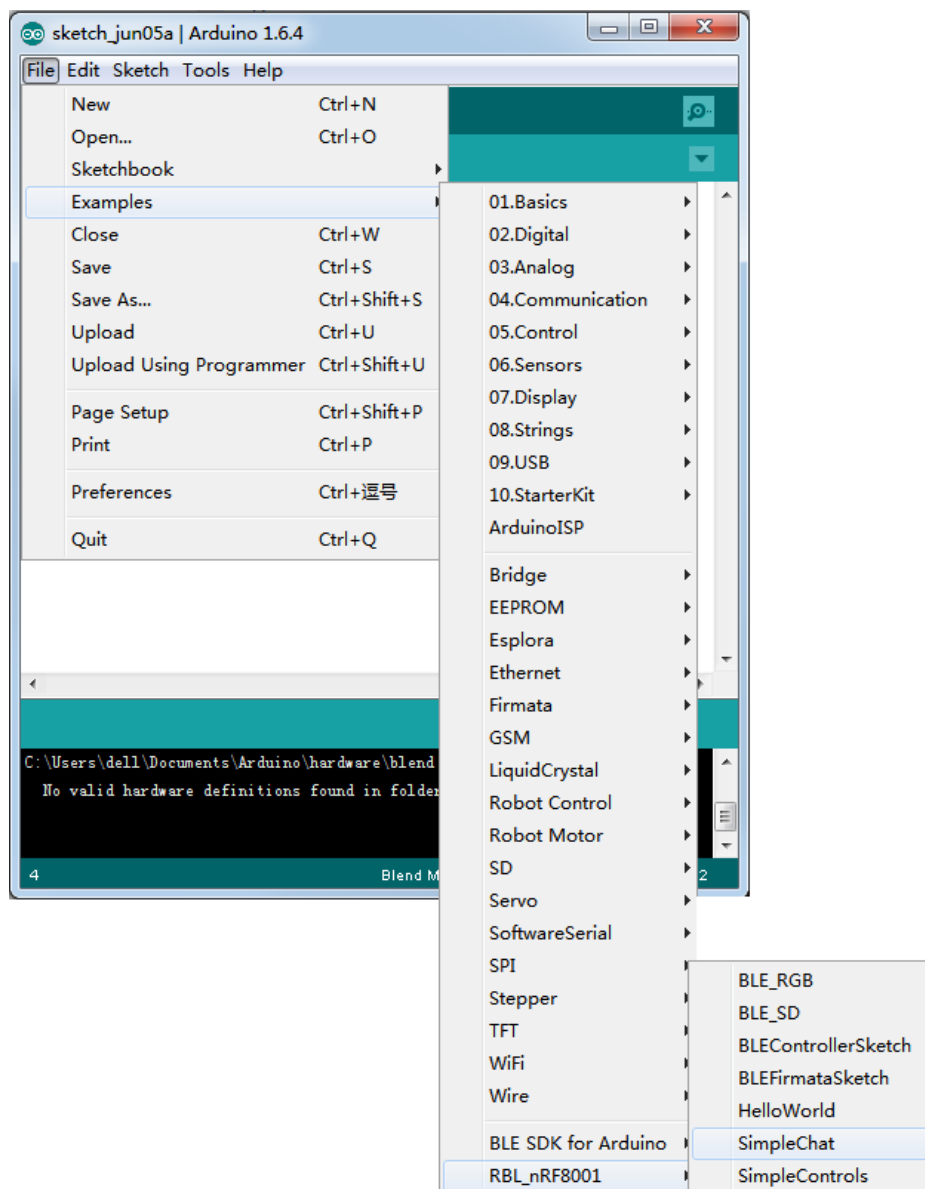 sketch_jun05a | Arduino 1.6.4
File Edit Sketch Tools Help
New Ctrl+N
Open... Ctrl+O
Sketchbook
Examples
Close Ctrl+W
Save Ctrl+S
Save As... Ctrl+Shift+S
Upload Ctrl+U
Upload Using Programmer Ctrl+Shift+U
Page Setup Ctrl+Shift+P
Print Ctrl+P
Preferences Ctrl+逗号
Quit Ctrl+Q
01.Basics
02.Digital
03.Analog
04.Communication
05.Control
06.Sensors
07.Display
08.Strings
09.USB
10.StarterKit
ArduinoISP
Bridge
EEPROM
Esplora
Ethernet
Firmata
GSM
LiquidCrystal
Robot Control
Robot Motor
SD
Servo
SoftwareSerial
SPI
Stepper
TFT
WiFi
Wire
BLE SDK for Arduino
RBL_nRF8001
BLE_RGB
BLE_SD
BLEControllerSketch
BLEFirmataSketch
HelloWorld
SimpleChat
SimpleControls
C:\Users\dell\Documents\Arduino\hardware\blend
No valid hardware definitions found in folder
4 Blend M 2